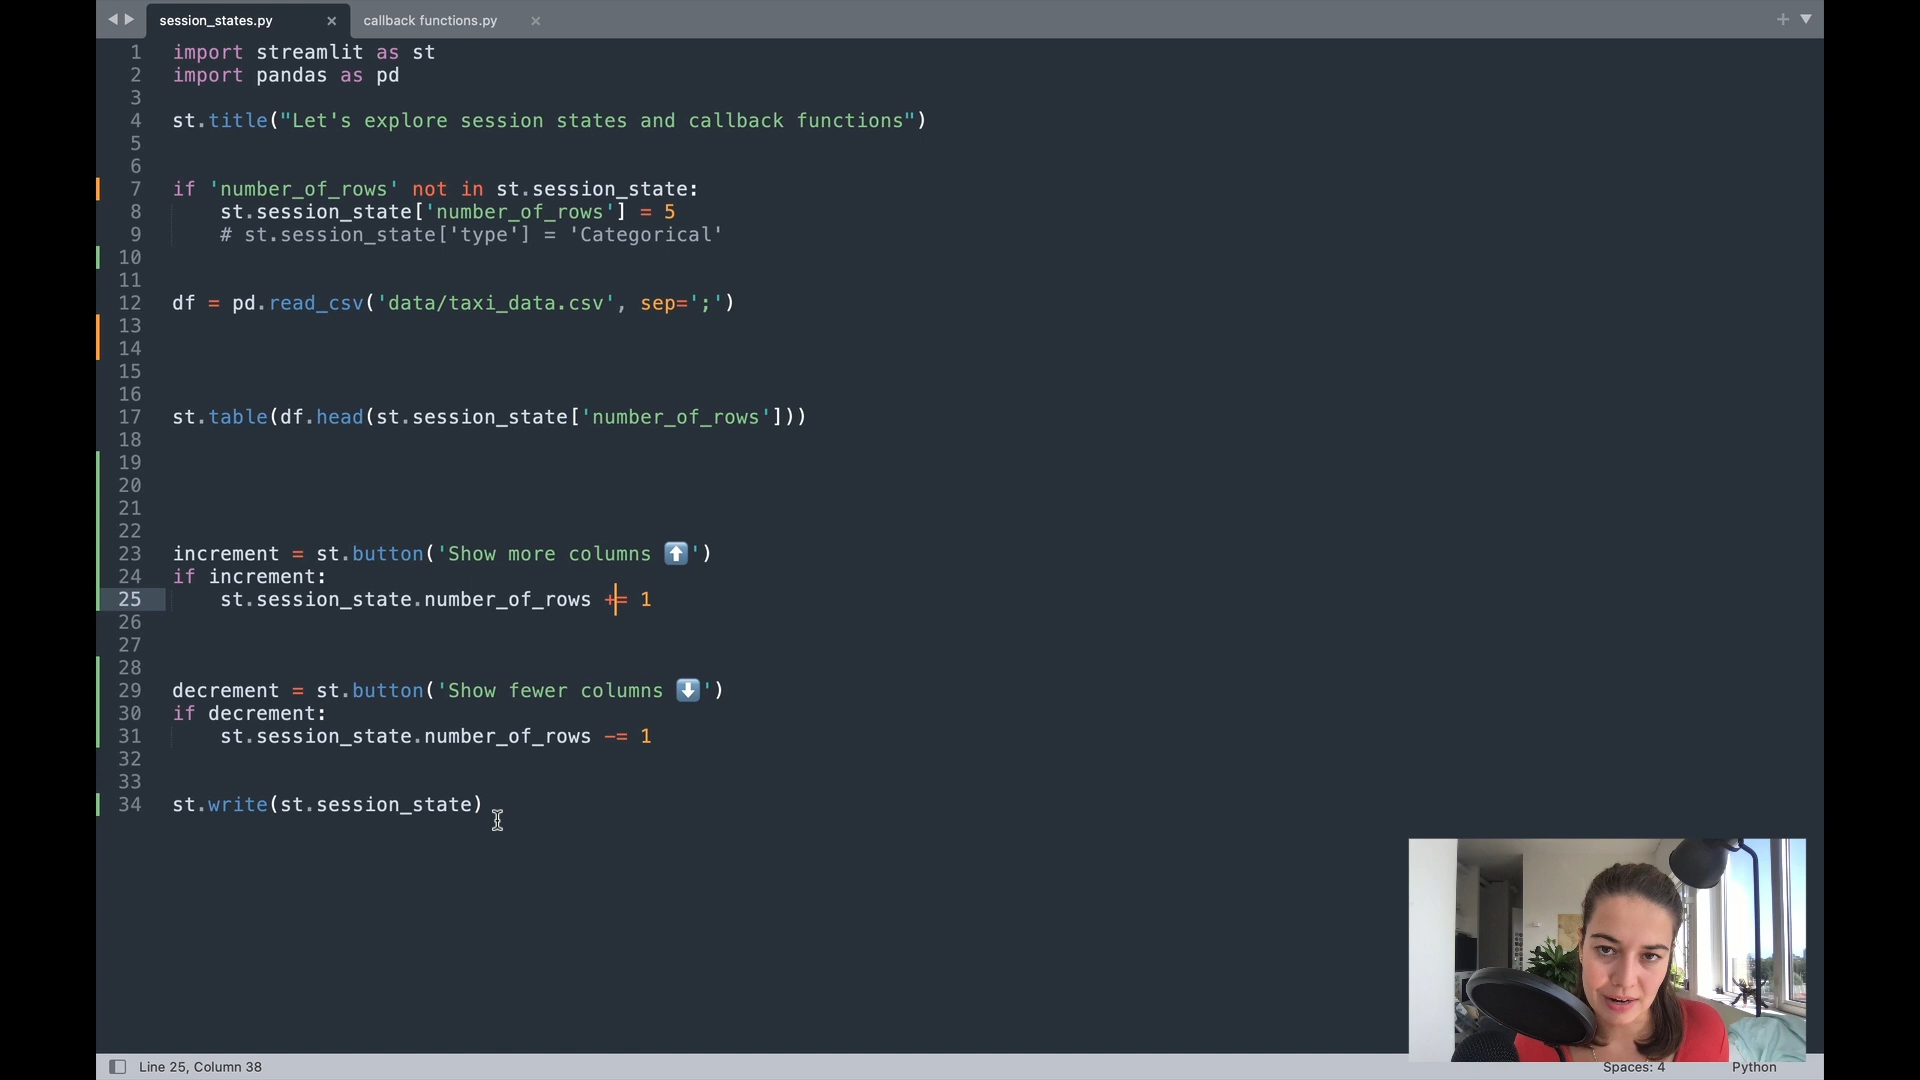 session_states.py × callback functions.py ×
1 import streamlit as st
2 import pandas as pd
3
4 st.title("Let's explore session states and callback functions")
5
6
7 if 'number_of_rows' not in st.session_state:
8 st.session_state['number_of_rows'] = 5
9 # st.session_state['type'] = 'Categorical'
10
11
12 df = pd.read_csv('data/taxi_data.csv', sep=';')
13
14
15
16
17 st.table(df.head(st.session_state['number_of_rows']))
18
19
20
21
22
23 increment = st.button('Show more columns ⬆️')
24 if increment:
25 st.session_state.number_of_rows += 1
26
27
28
29 decrement = st.button('Show fewer columns ⬇️')
30 if decrement:
31 st.session_state.number_of_rows -= 1
32
33
34 st.write(st.session_state)
Line 25, Column 38 Spaces: 4 Python